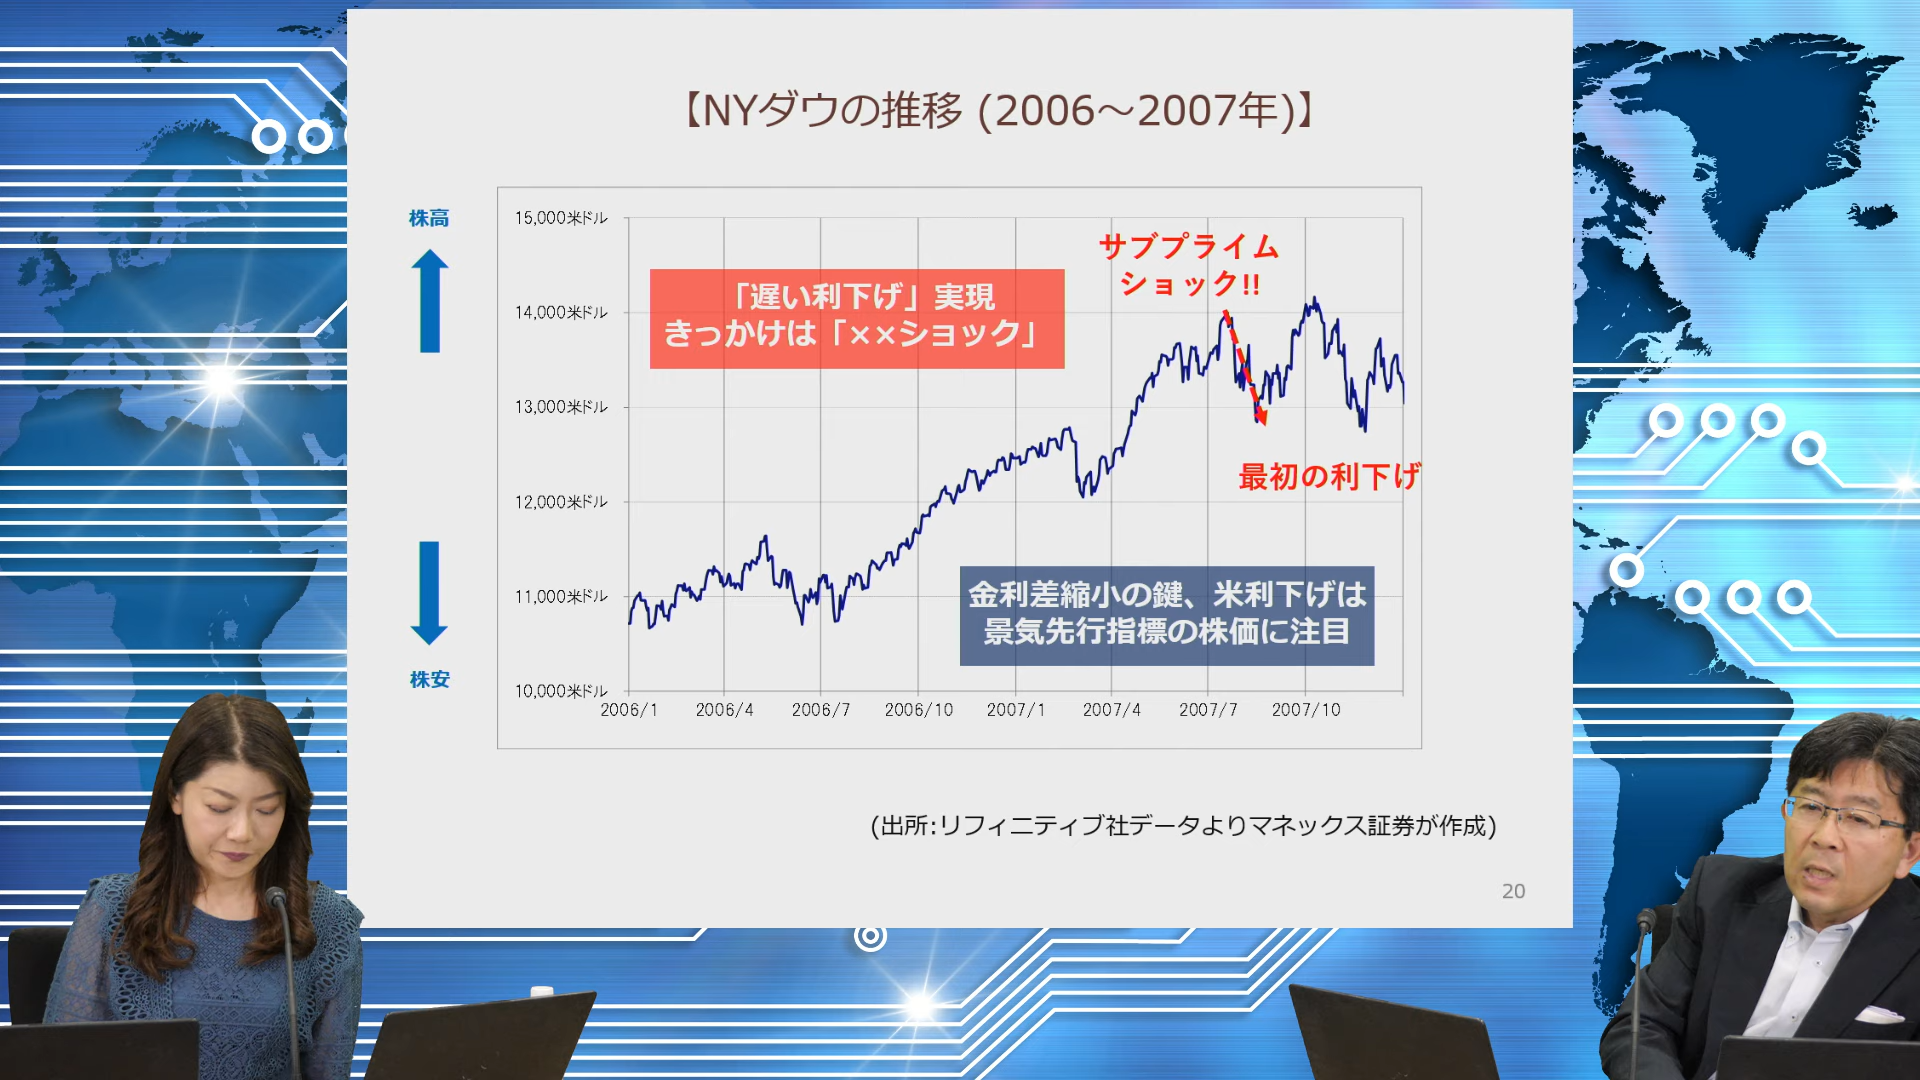 【NYダウの推移 (2006～2007年)】
株高
株安
15,000米ドル
14,000米ドル
13,000米ドル
12,000米ドル
11,000米ドル
10,000米ドル
「遅い利下げ」実現
きっかけは「××ショック」
サブプライム
ショック!!
最初の利下げ
金利差縮小の鍵、米利下げは
景気先行指標の株価に注目
2006/1 2006/4 2006/7 2006/10 2007/1 2007/4 2007/7 2007/10
(出所:リフィニティブ社データよりマネックス証券が作成)
20